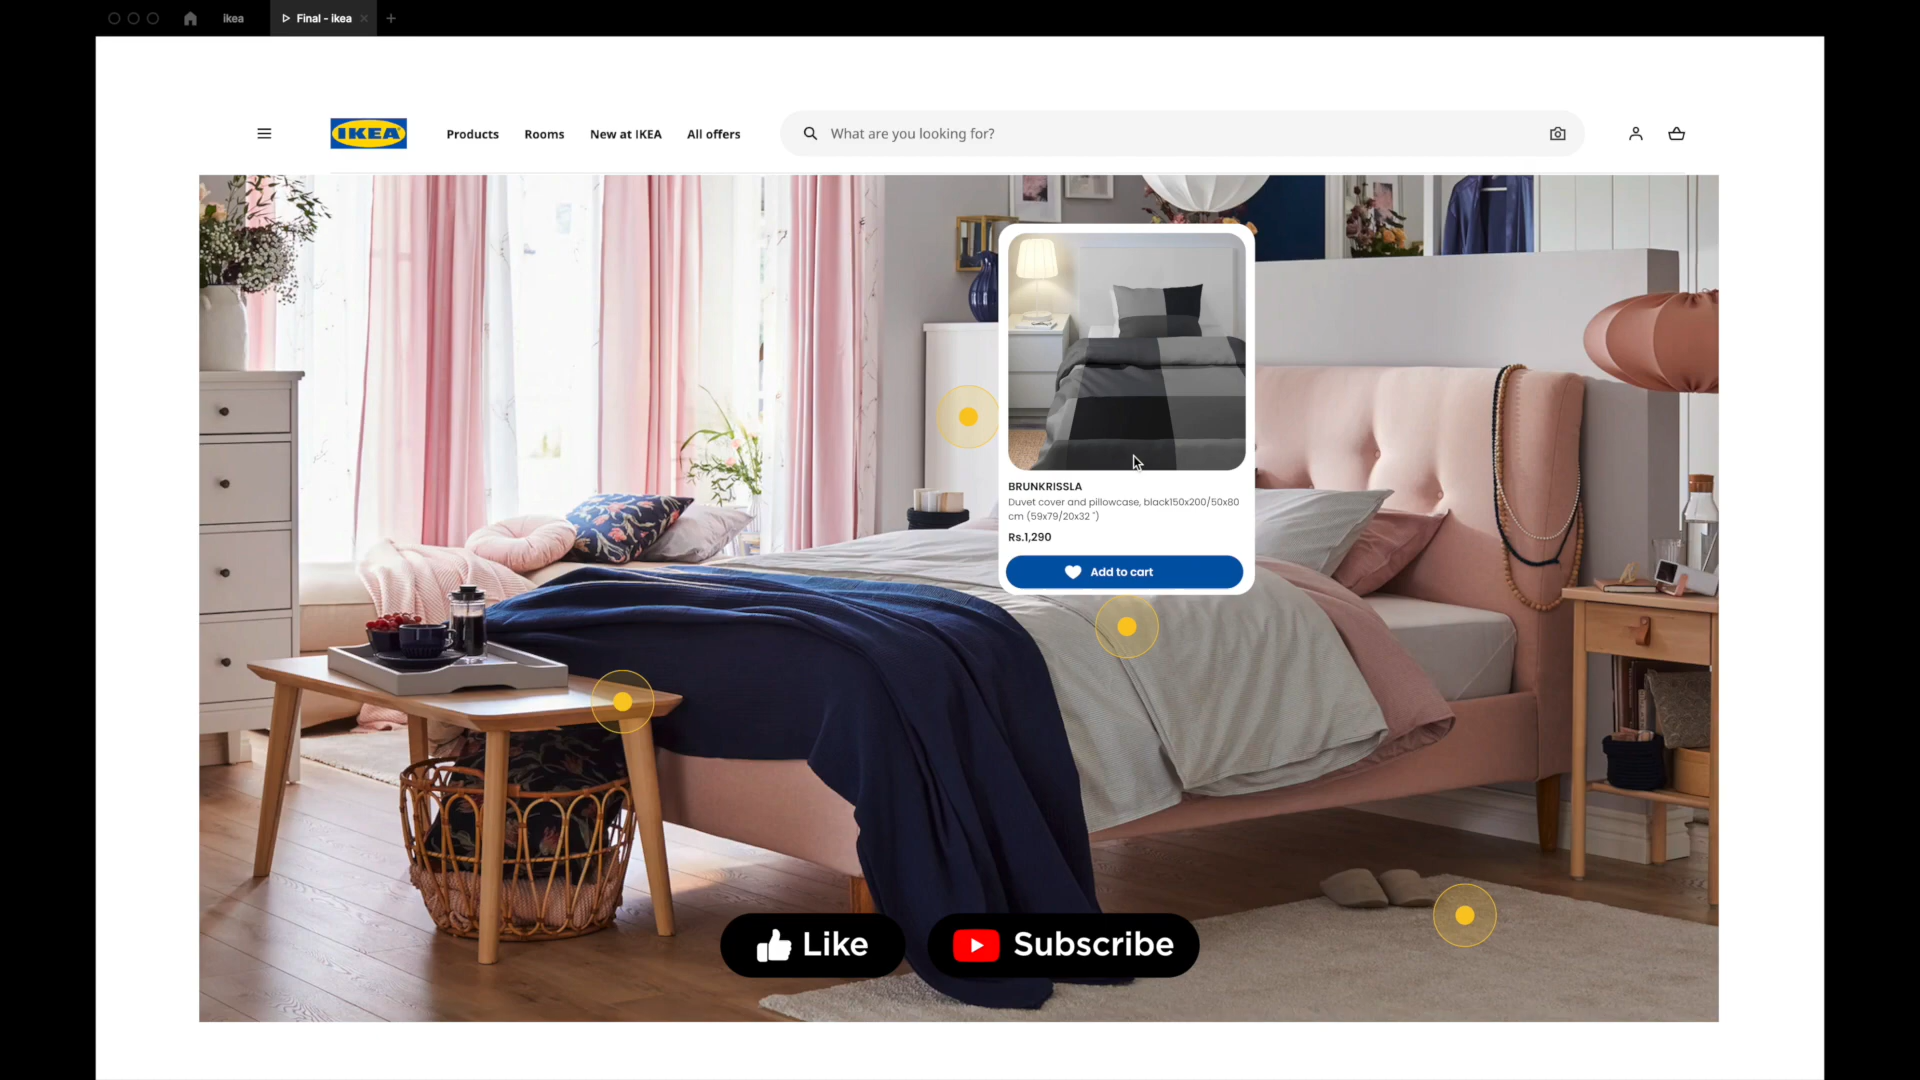 ikea
Final - ikea
IKEA
Products
Rooms
New at IKEA
All offers
What are you looking for?
BRUNKRISSLA
Duvet cover and pillowcase, black150x200/50x80
cm (59x79/20x32 ")
Rs.1,290
Add to cart
Like
Subscribe